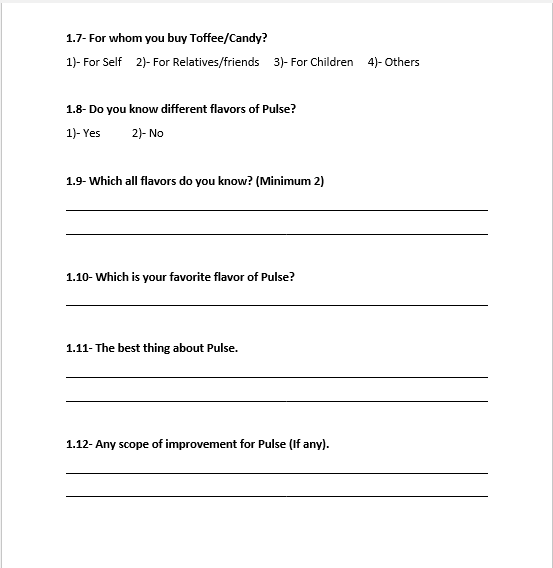 1.7- For whom you buy Toffee/Candy?
1)- For Self 2)- For Relatives/friends 3)- For Children 4)- Others
1.8- Do you know different flavors of Pulse?
1)- Yes 2)- No
1.9- Which all flavors do you know? (Minimum 2)
1.10- Which is your favorite flavor of Pulse?
1.11- The best thing about Pulse.
1.12- Any scope of improvement for Pulse (If any).